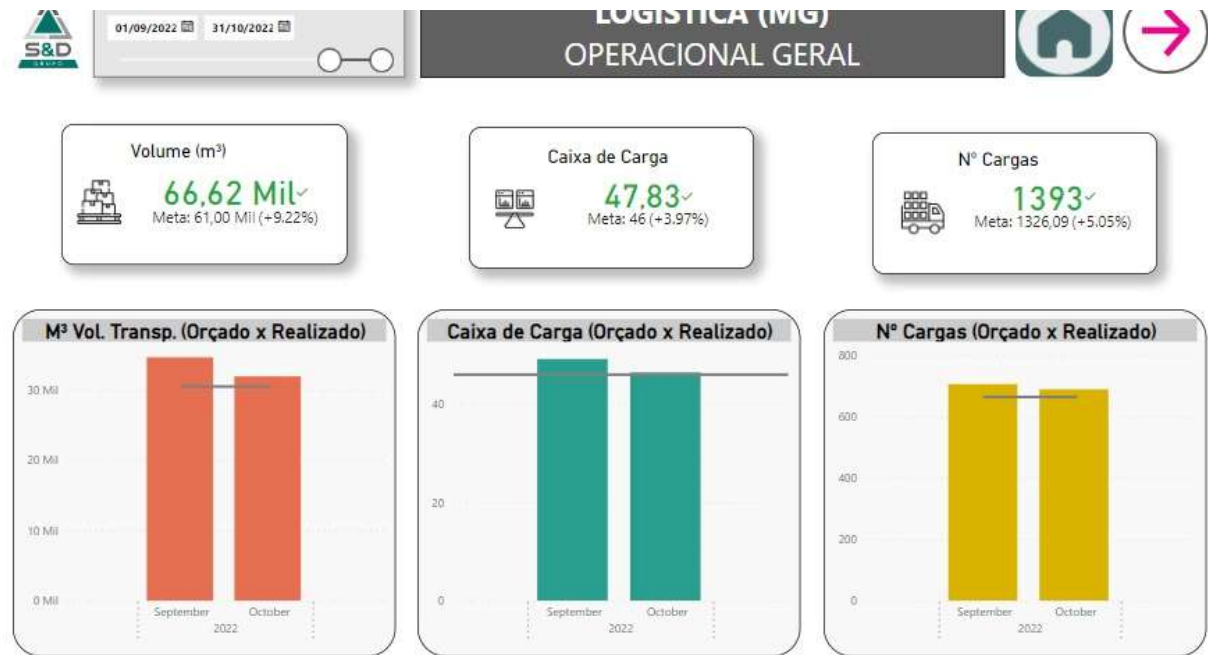 S&D
GRUPO
01/09/2022 31/10/2022
LOGÍSTICA (MG)
OPERACIONAL GERAL
Volume (m³)
66,62 Mil
Meta: 61,00 Mil (+9.22%)
Caixa de Carga
47,83
Meta: 46 (+3.97%)
Nº Cargas
1393
Meta: 1326,09 (+5.05%)
M³ Vol. Transp. (Orçado x Realizado)
30 Mil
20 Mil
10 Mil
0 Mil
September October
2022
Caixa de Carga (Orçado x Realizado)
40
20
0
September October
2022
Nº Cargas (Orçado x Realizado)
800
600
400
200
0
September October
2022